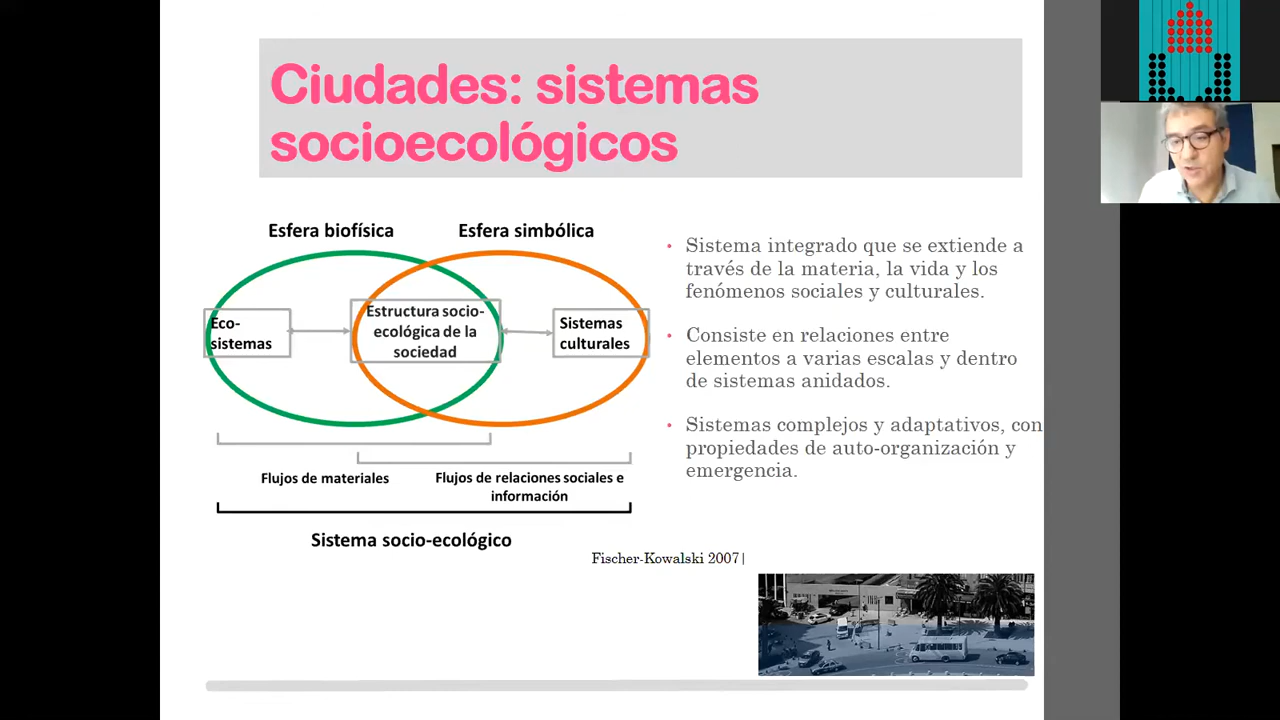 Ciudades: sistemas
socioecológicos
Esfera biofísica
Esfera simbólica
Eco-
sistemas
Estructura socio-
ecológica de la
sociedad
Sistemas
culturales
Flujos de materiales
Flujos de relaciones sociales e
información
Sistema socio-ecológico
• Sistema integrado que se extiende a
través de la materia, la vida y los
fenómenos sociales y culturales.
• Consiste en relaciones entre
elementos a varias escalas y dentro
de sistemas anidados.
• Sistemas complejos y adaptativos, con
propiedades de auto-organización y
emergencia.
Fischer-Kowalski 2007|